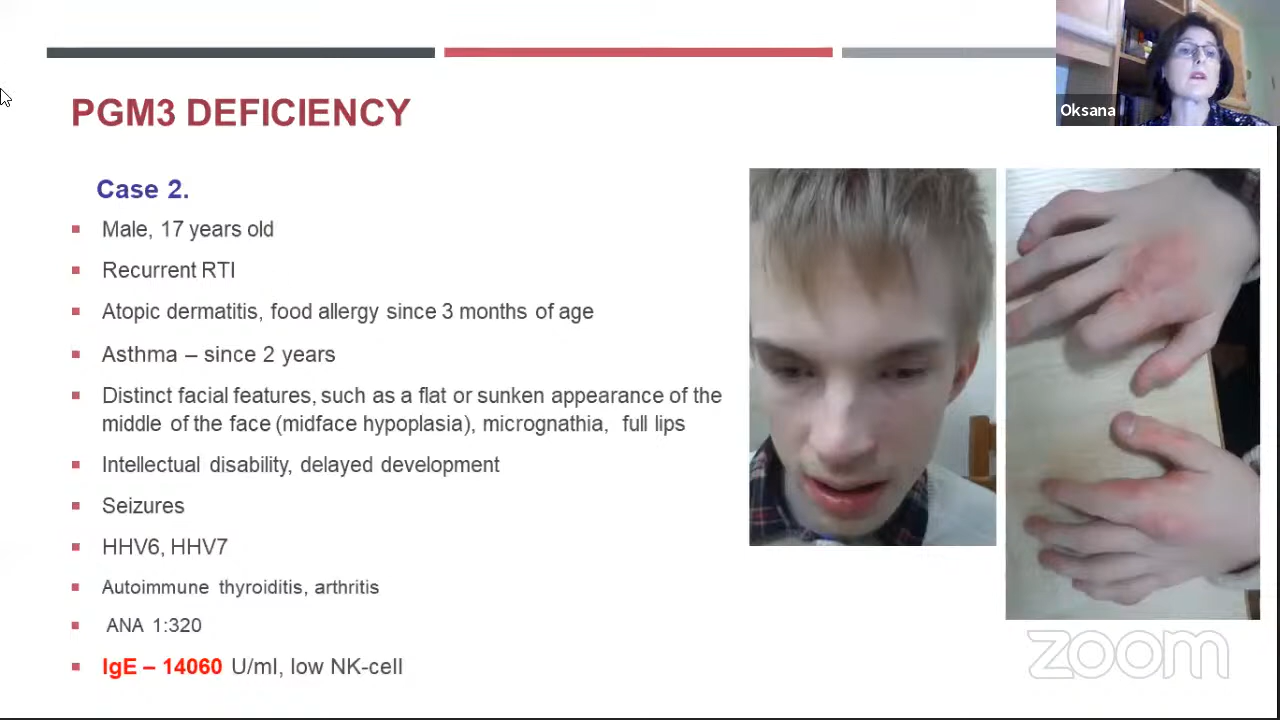 Oksana
PGM3 DEFICIENCY
Case 2.
Male, 17 years old
Recurrent RTI
Atopic dermatitis, food allergy since 3 months of age
Asthma – since 2 years
Distinct facial features, such as a flat or sunken appearance of the
middle of the face (midface hypoplasia), micrognathia, full lips
Intellectual disability, delayed development
Seizures
HHV6, HHV7
Autoimmune thyroiditis, arthritis
ANA 1:320
IgE – 14060 U/ml, low NK-cell
zoom